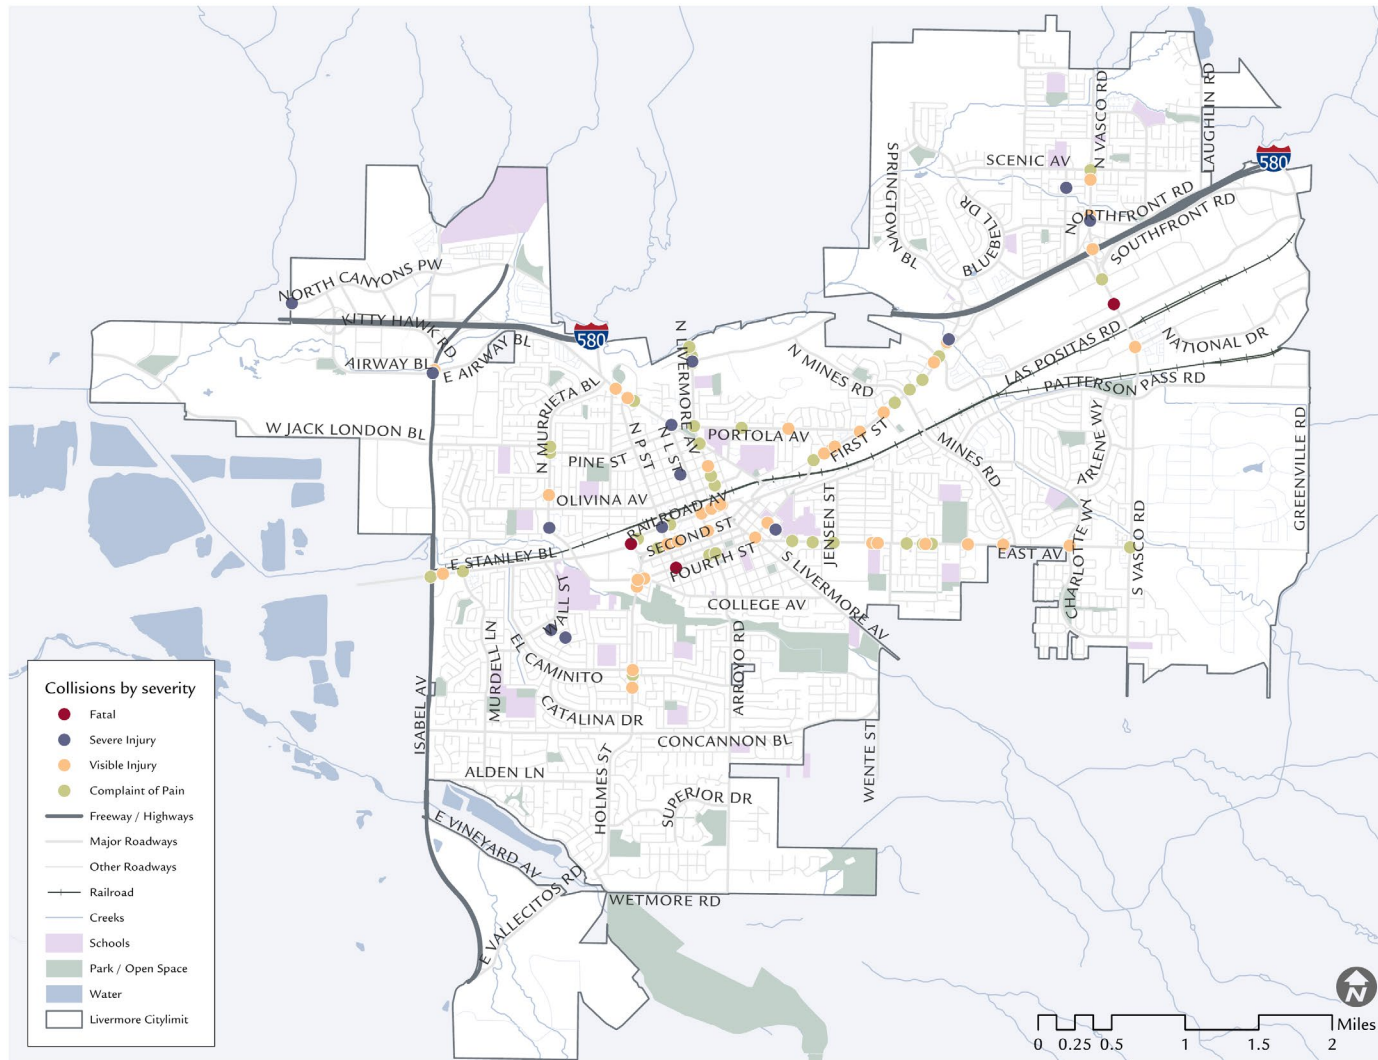 580
N VASCO RD
LAUGHLIN RD
SCENIC AV
SPRINGTOWN BL
BLUEBELL DR
NORTHFRONT RD
SOUTHFRONT RD
NORTH CANYONS PW
KITTY HAWK RD
580
AIRWAY BL
E AIRWAY BL
N LIVERMORE AV
N MINES RD
LAS POSITAS RD
NATIONAL DR
PATTERSON PASS RD
W JACK LONDON BL
N MURRIETA BL
N P ST
N L ST
PORTOLA AV
FIRST ST
MINES RD
ARLENE WY
GREENVILLE RD
PINE ST
OLIVINA AV
RAILROAD AV
SECOND ST
JENSEN ST
E STANLEY BL
FOURTH ST
EAST AV
CHARLOTTE WY
S VASCO RD
WALL ST
COLLEGE AV
S LIVERMORE AV
MURDELL LN
EL CAMINITO
ARROYO RD
CATALINA DR
ISABEL AV
CONCANNON BL
WENTE ST
ALDEN LN
HOLMES ST
SUPERIOR DR
E VINEYARD AV
E VALLECITOS RD
WETMORE RD
Collisions by severity
Fatal
Severe Injury
Visible Injury
Complaint of Pain
Freeway / Highways
Major Roadways
Other Roadways
Railroad
Creeks
Schools
Park / Open Space
Water
Livermore Citylimit
N
Miles
0 0.25 0.5 1 1.5 2